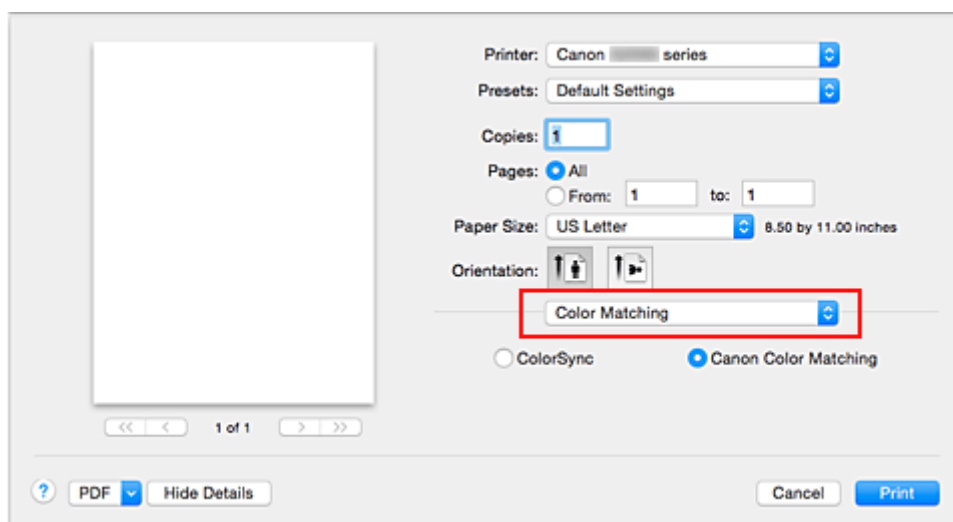 Printer: Canon series
Presets: Default Settings
Copies: 1
Pages: All
From: 1 to: 1
Paper Size: US Letter 8.50 by 11.00 inches
Orientation:
Color Matching
ColorSync Canon Color Matching
<< < 1 of 1 > >>
? PDF Hide Details Cancel Print